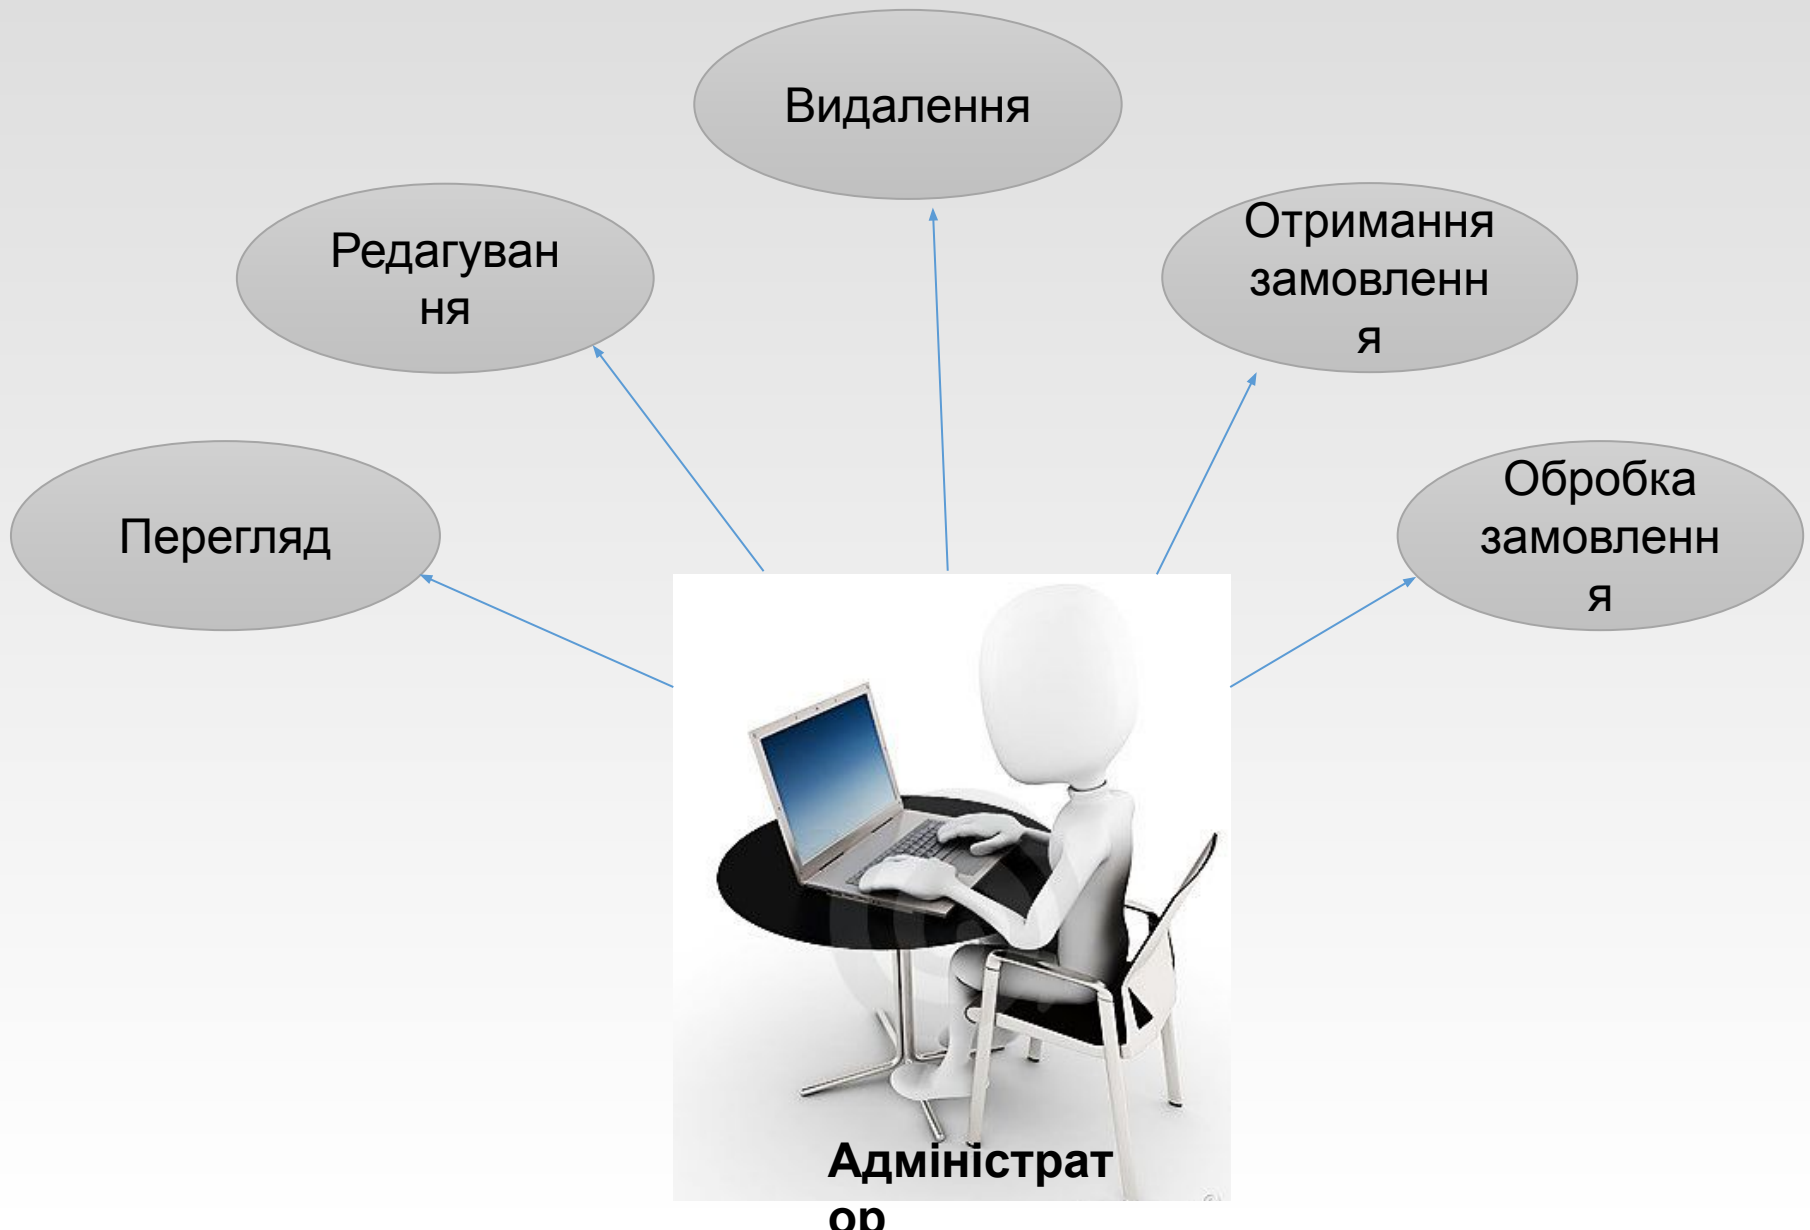 Видалення
Редагуван
ня
Отримання
замовленн
я
Перегляд
Обробка
замовленн
я
Адміністрат
ор